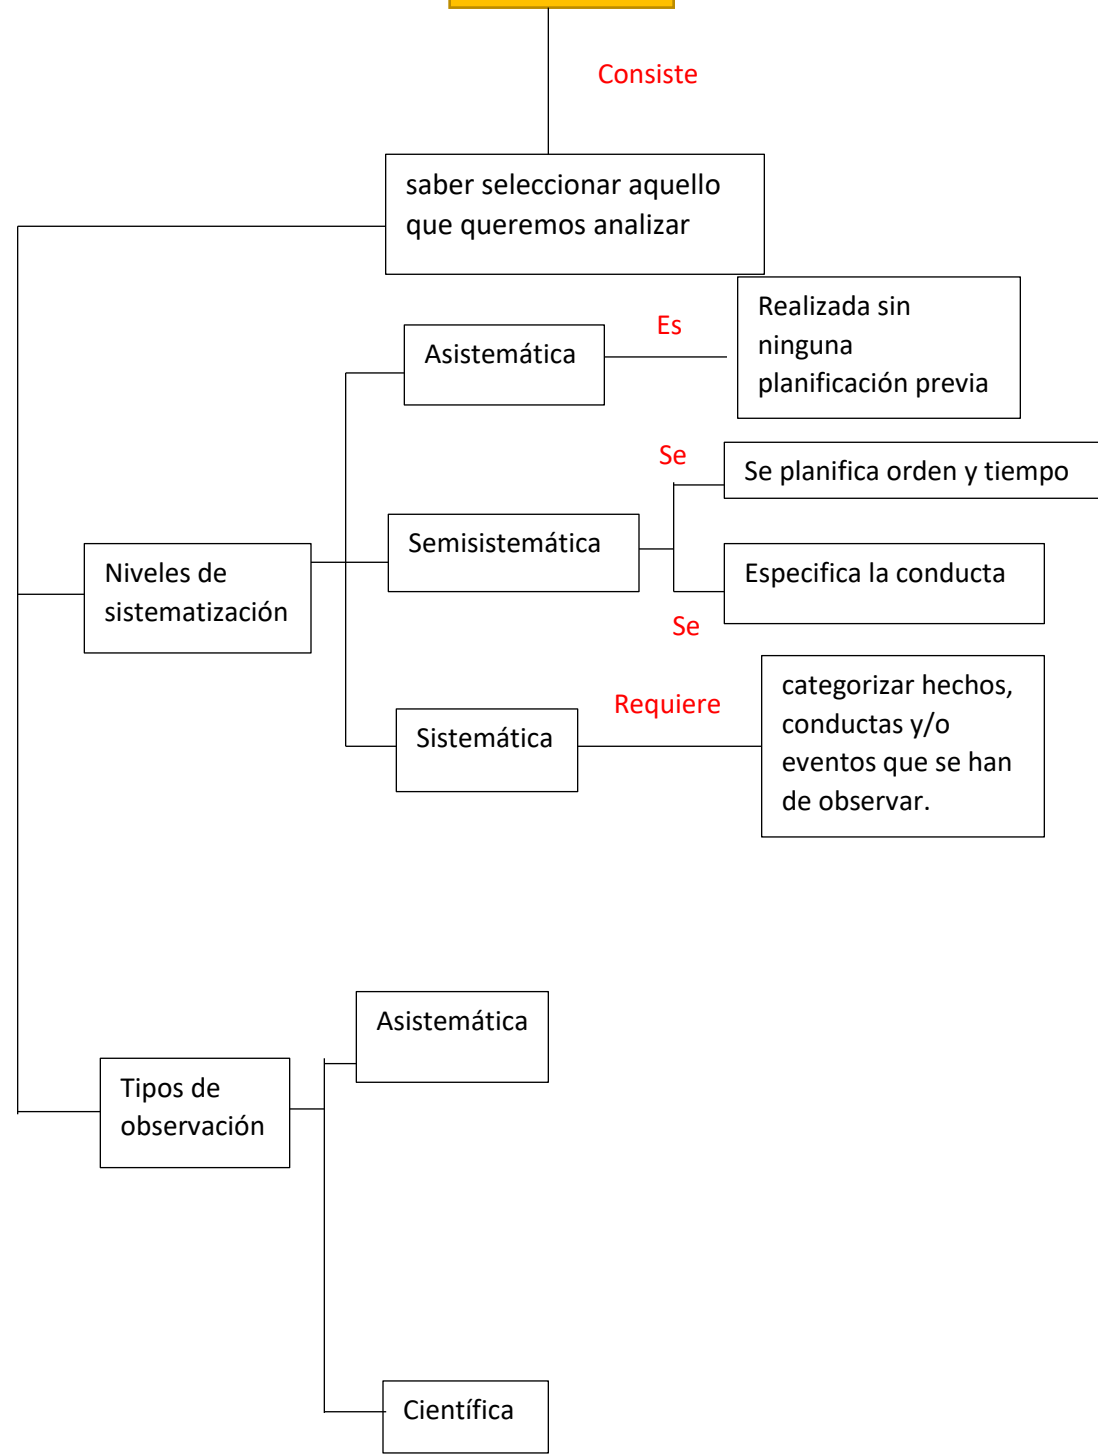 Consiste
saber seleccionar aquello
que queremos analizar
Asistemática
Es
Realizada sin
ninguna
planificación previa
Niveles de
sistematización
Semisistemática
Se
Se planifica orden y tiempo
Especifica la conducta
Se
Sistemática
Requiere
categorizar hechos,
conductas y/o
eventos que se han
de observar.
Tipos de
observación
Asistemática
Científica